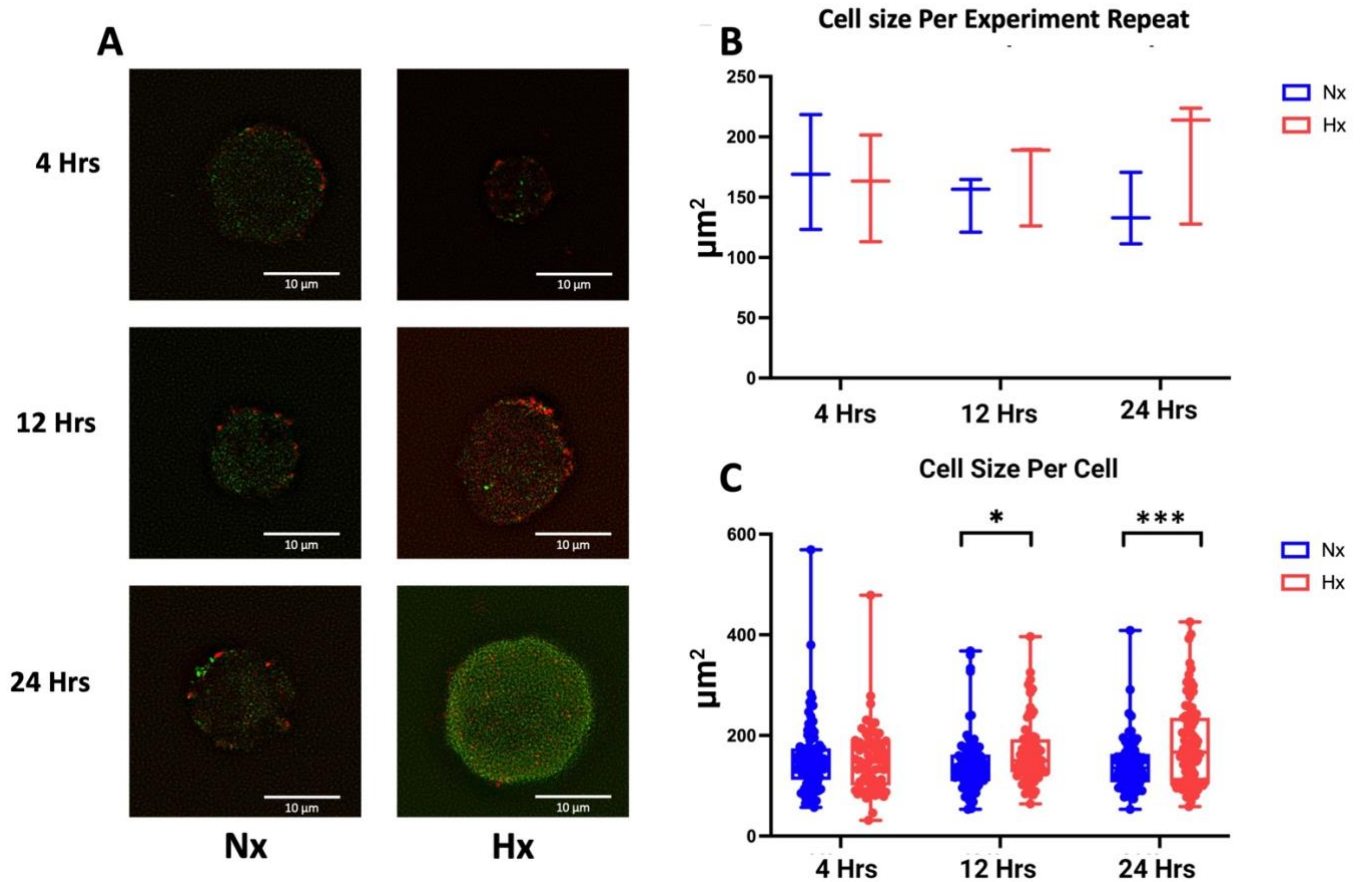 A
4 Hrs
10 µm
10 µm
12 Hrs
10 µm
10 µm
24 Hrs
10 µm
10 µm
Nx
Hx
B
Cell size Per Experiment Repeat
µm²
250
200
150
100
50
0
4 Hrs
12 Hrs
24 Hrs
Nx
Hx
C
Cell Size Per Cell
*
***
µm²
600
400
200
0
4 Hrs
12 Hrs
24 Hrs
Nx
Hx